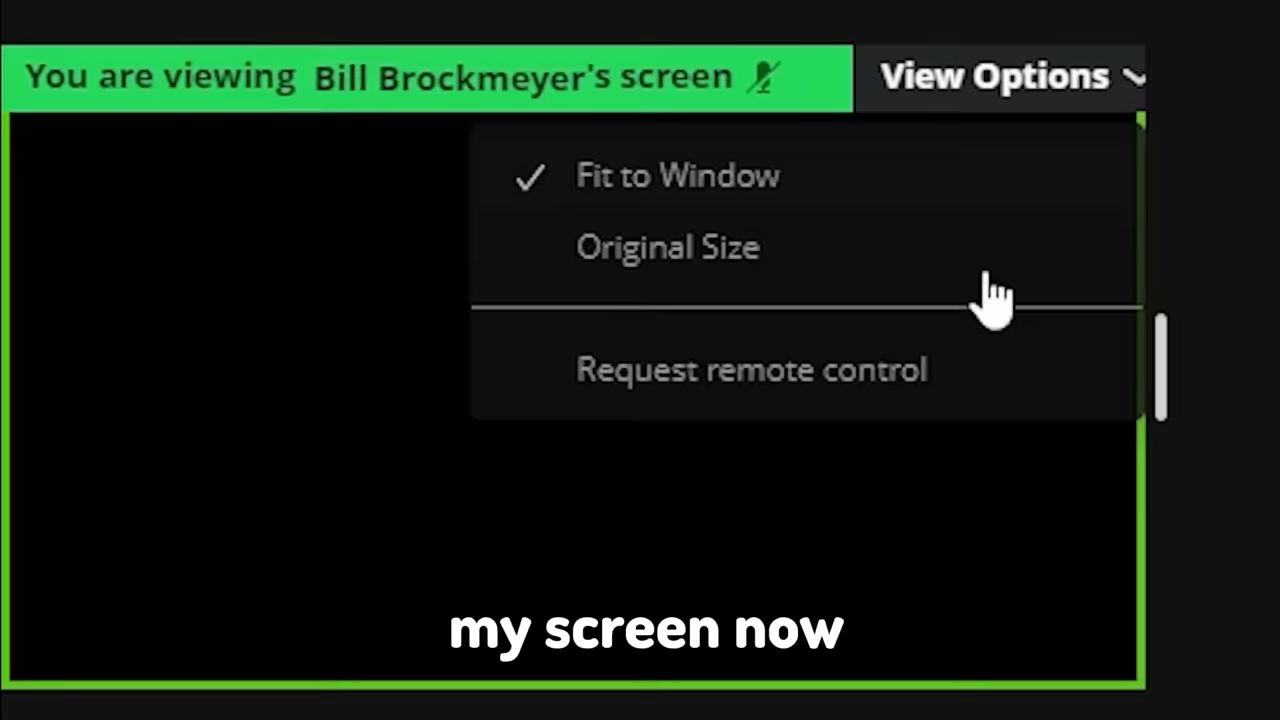 You are viewing Bill Brockmeyer's screen
View Options
Fit to Window
Original Size
Request remote control
my screen now